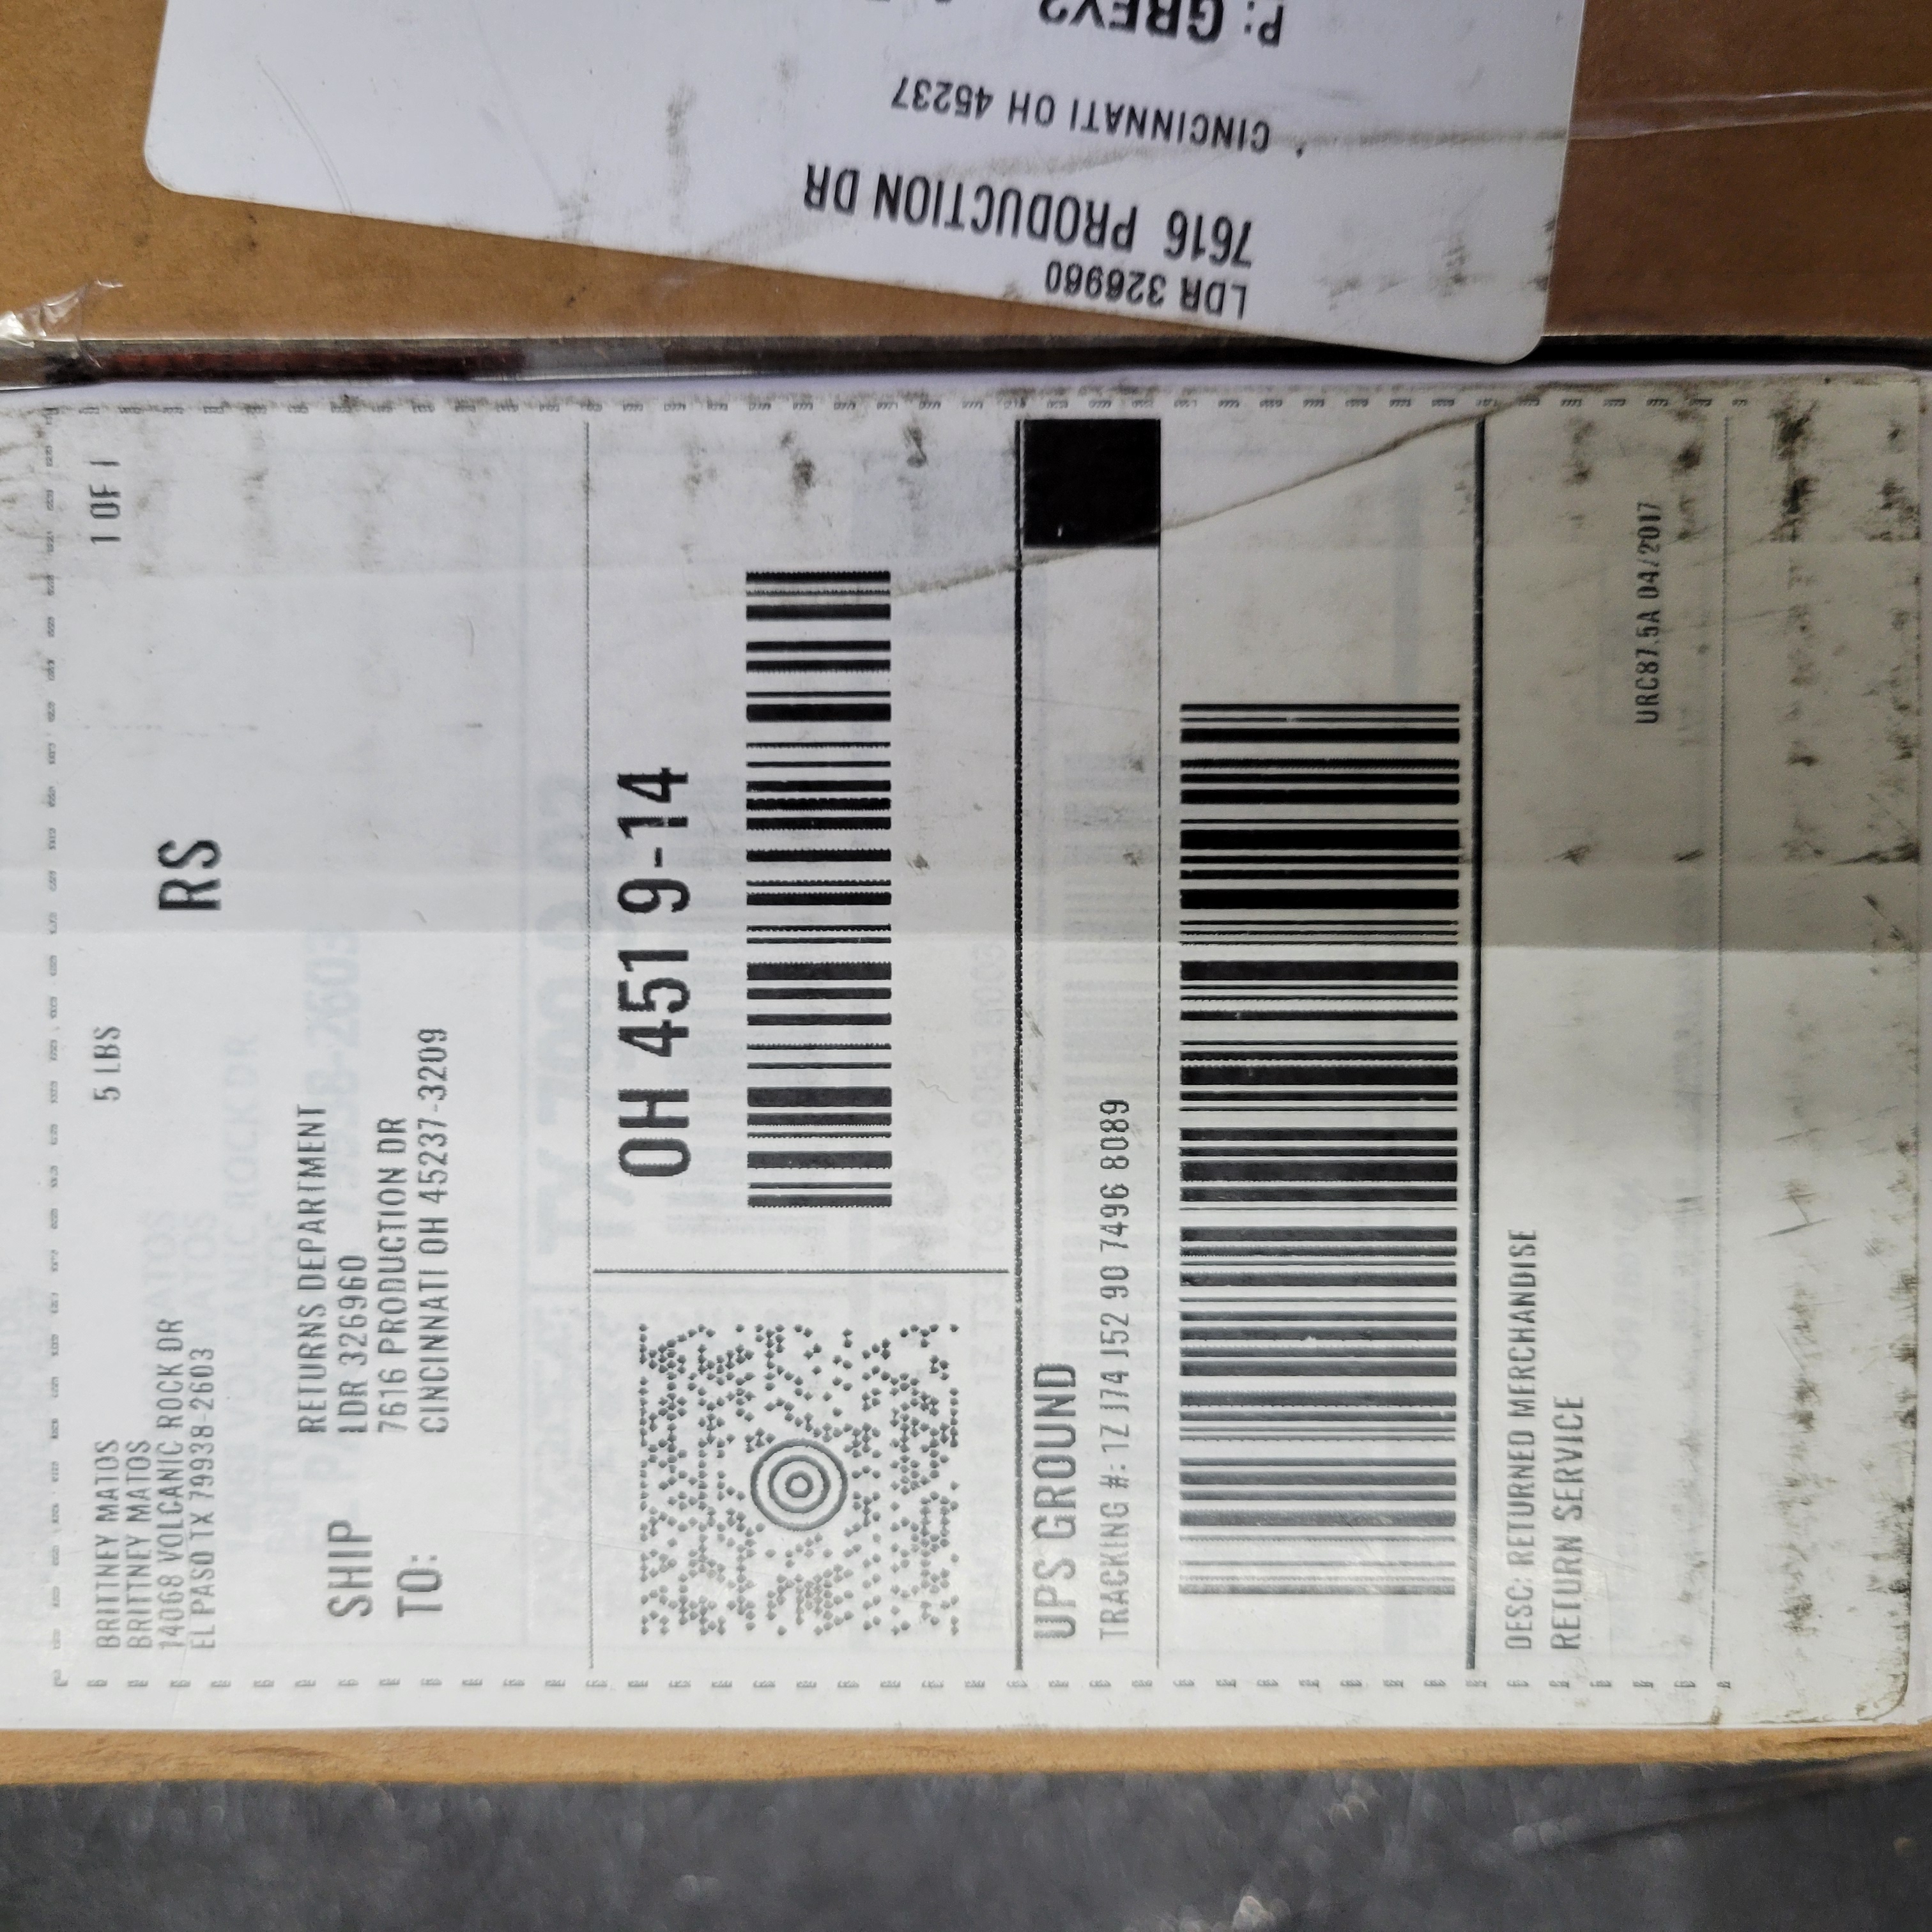 BRITTNEY MATOS
BRITTNEY MATOS
14068 VOLCANIC ROCK DR
EL PASO TX 79938-2603
5 LBS
1 OF 1
RS
SHIP
TO:
RETURNS DEPARTMENT
LDR 326960
7616 PRODUCTION DR
CINCINNATI OH 45237-3209
OH 451 9-14
UPS GROUND
TRACKING #: 1Z J74 J52 90 7496 8089
DESC: RETURNED MERCHANDISE
RETURN SERVICE
URC87.5A 04/2017
LDR 326960
7616 PRODUCTION DR
CINCINNATI OH 45237
P: GREY2